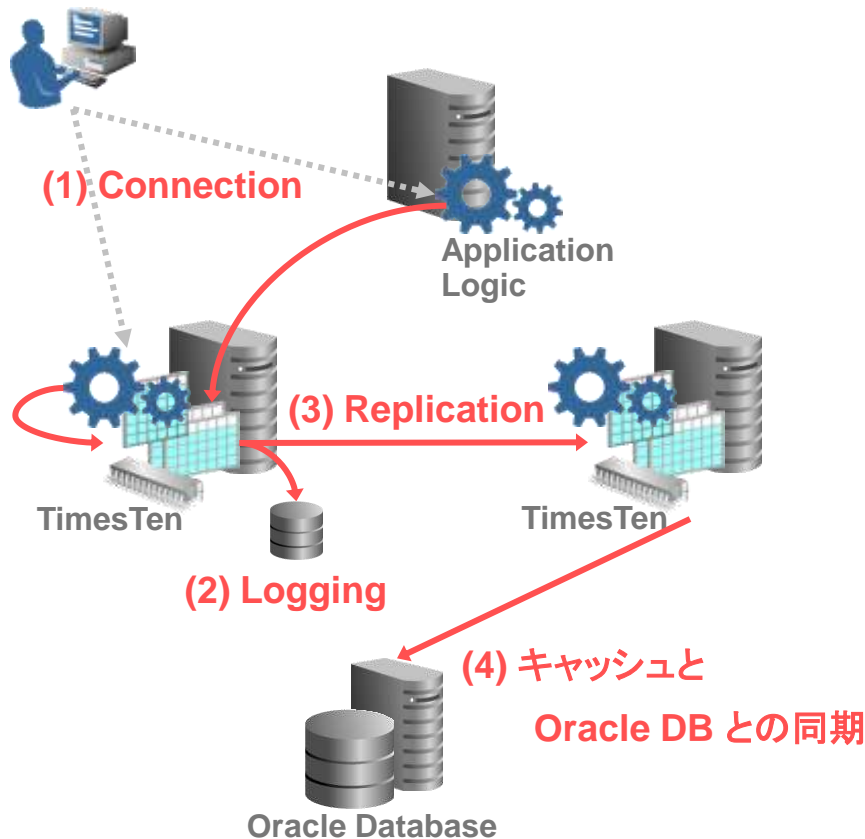 (1) Connection
Application
Logic
(3) Replication
TimesTen
TimesTen
(2) Logging
(4) キャッシュと
Oracle DB との同期
Oracle Database